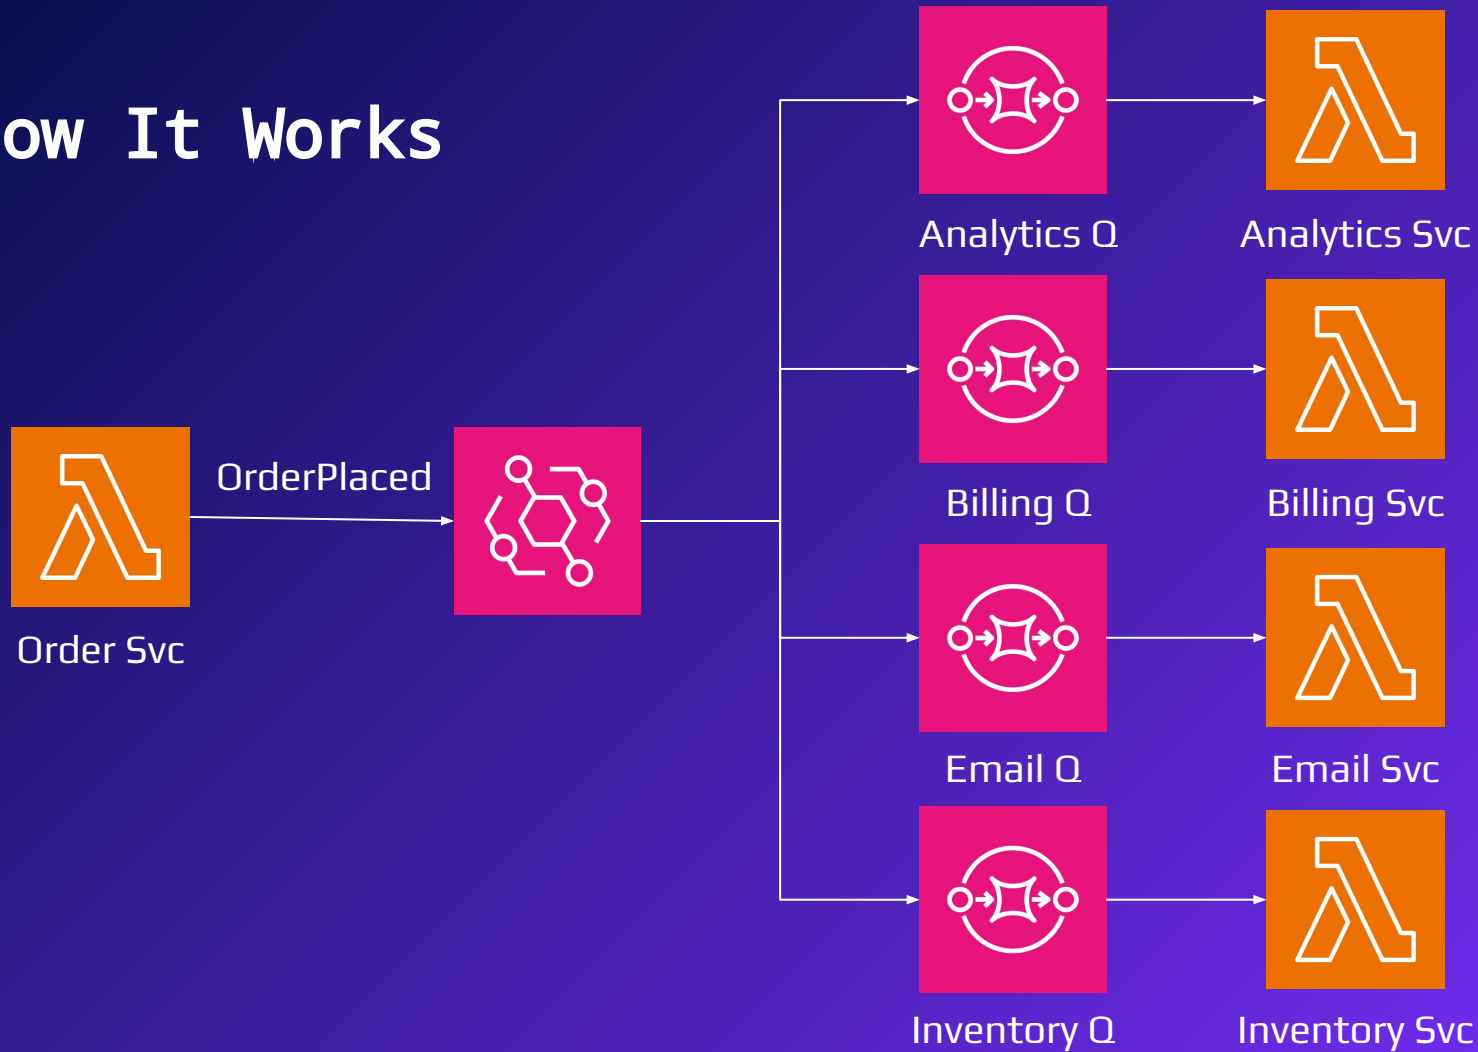 ow It Works
Analytics Q
Analytics Svc
Billing Q
Billing Svc
OrderPlaced
Order Svc
Email Q
Email Svc
Inventory Q
Inventory Svc